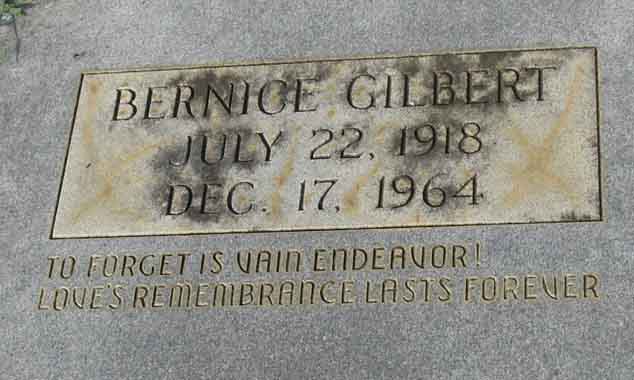 BERNICE GILBERT
JULY 22, 1918
DEC. 17, 1964
TO FORGET IS VAIN ENDEAVOR!
LOVE'S REMEMBRANCE LASTS FOREVER